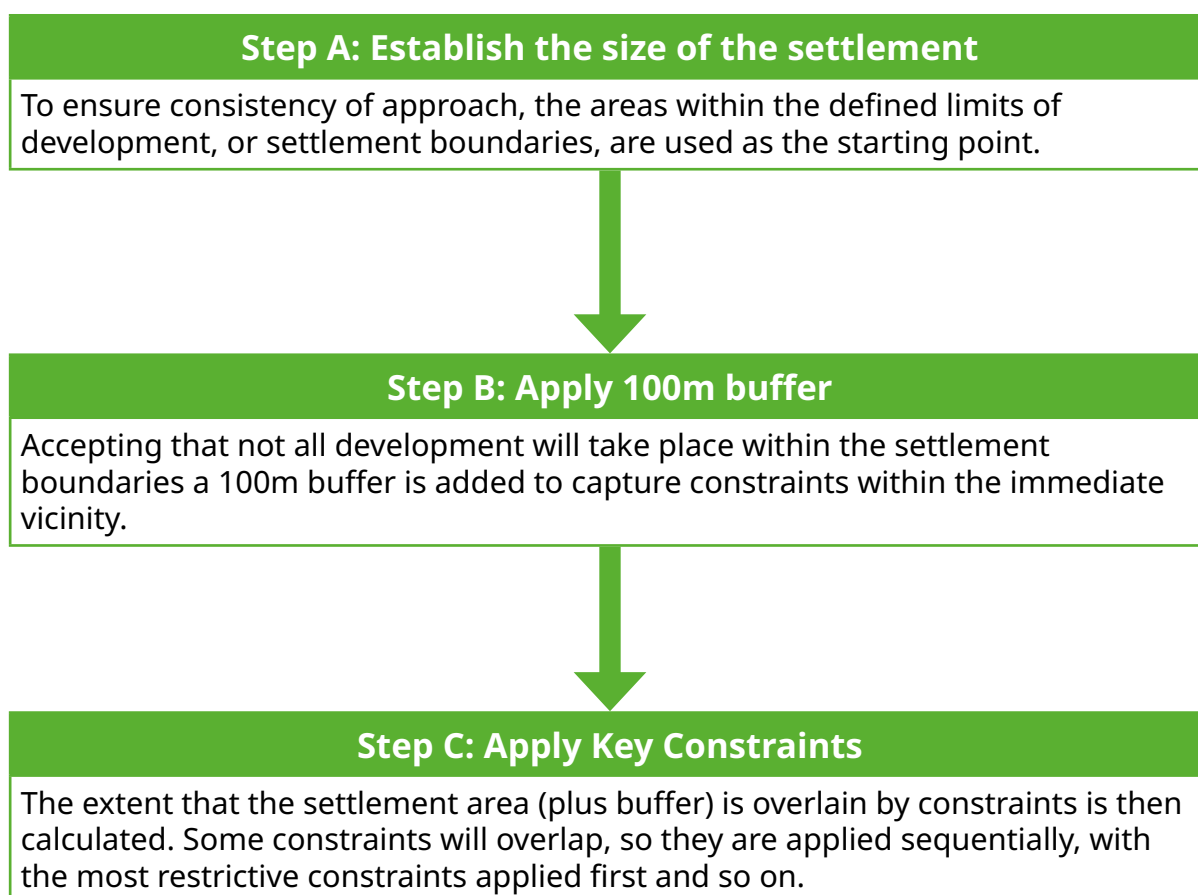 Step A: Establish the size of the settlement
To ensure consistency of approach, the areas within the defined limits of
development, or settlement boundaries, are used as the starting point.
Step B: Apply 100m buffer
Accepting that not all development will take place within the settlement
boundaries a 100m buffer is added to capture constraints within the immediate
vicinity.
Step C: Apply Key Constraints
The extent that the settlement area (plus buffer) is overlain by constraints is then
calculated. Some constraints will overlap, so they are applied sequentially, with
the most restrictive constraints applied first and so on.